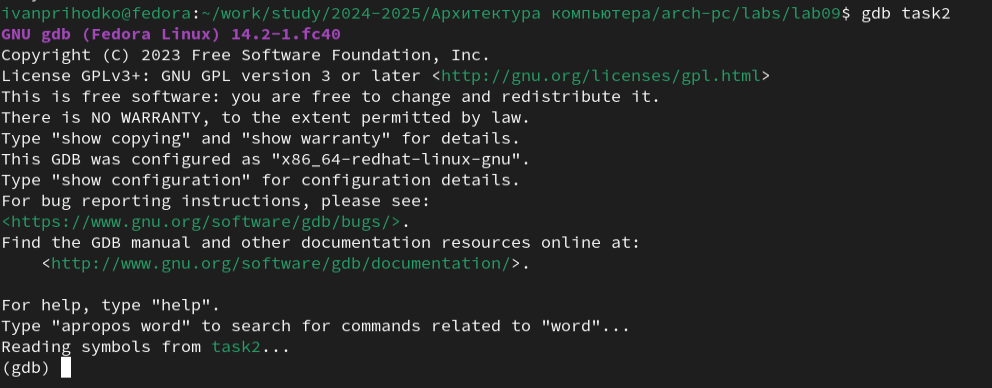 ivanprihodko@fedora:~/work/study/2024-2025/Архитектура компьютера/arch-pc/labs/lab09$ gdb task2
GNU gdb (Fedora Linux) 14.2-1.fc40
Copyright (C) 2023 Free Software Foundation, Inc.
License GPLv3+: GNU GPL version 3 or later <http://gnu.org/licenses/gpl.html>
This is free software: you are free to change and redistribute it.
There is NO WARRANTY, to the extent permitted by law.
Type "show copying" and "show warranty" for details.
This GDB was configured as "x86_64-redhat-linux-gnu".
Type "show configuration" for configuration details.
For bug reporting instructions, please see:
<https://www.gnu.org/software/gdb/bugs/>.
Find the GDB manual and other documentation resources online at:
    <http://www.gnu.org/software/gdb/documentation/>.

For help, type "help".
Type "apropos word" to search for commands related to "word"...
Reading symbols from task2...
(gdb)